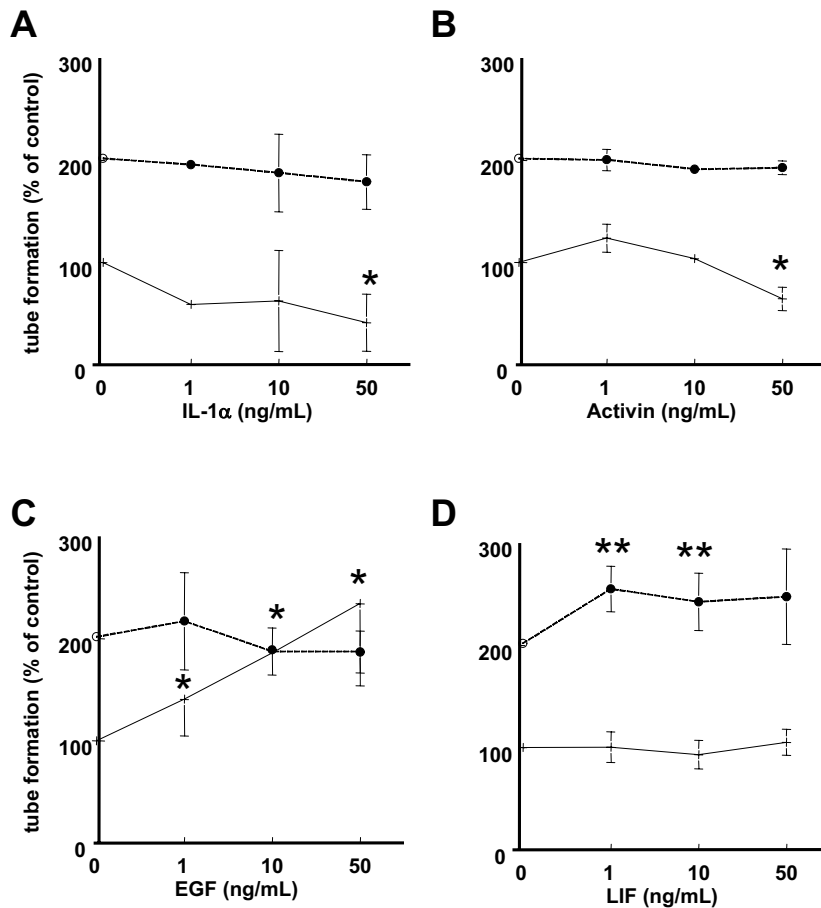 A
B
tube formation (% of control)
300
200
100
0
*
0 1 10 50
IL-1α (ng/mL)
300
200
100
0
*
0 1 10 50
Activin (ng/mL)
C
D
tube formation (% of control)
300
200
100
0
* * *
0 1 10 50
EGF (ng/mL)
300
200
100
0
** **
0 1 10 50
LIF (ng/mL)